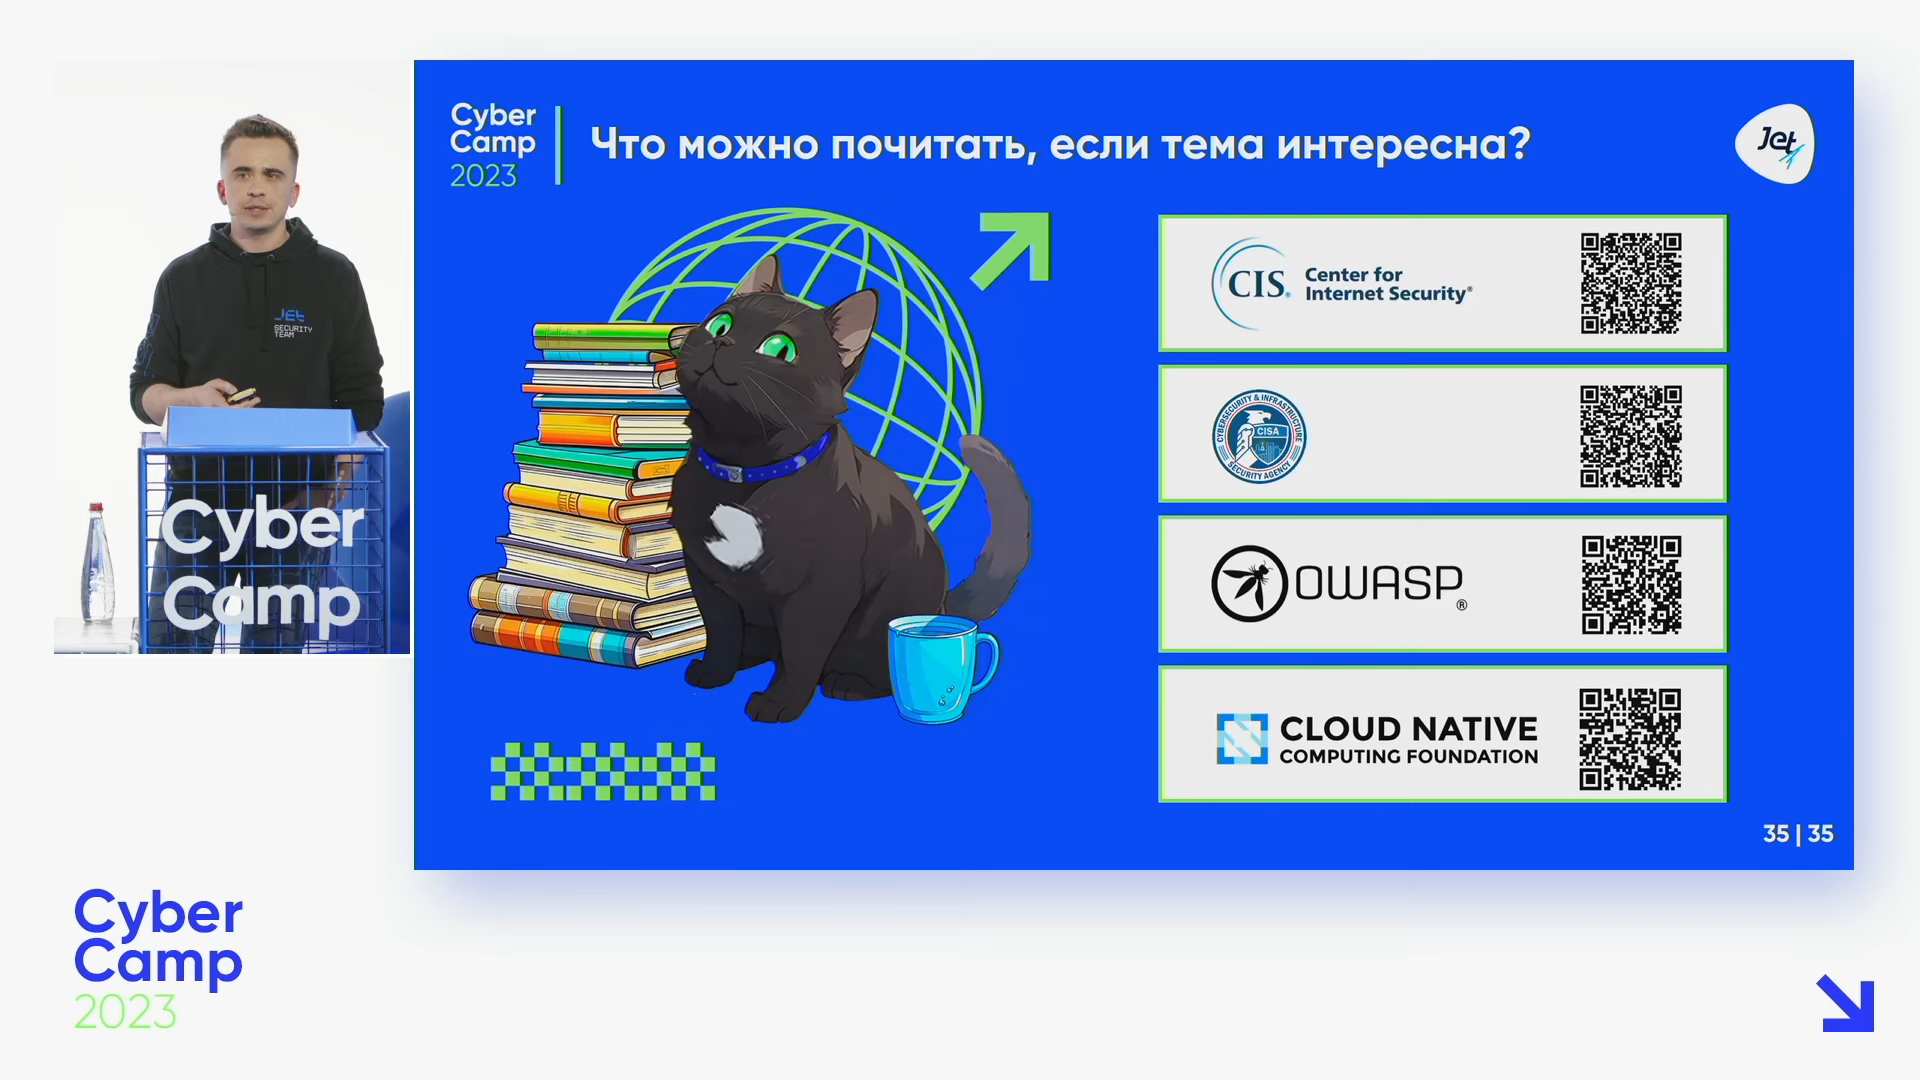 Cyber
Camp
2023
Что можно почитать, если тема интересна?
Jet
CIS
Center for
Internet Security®
CYBERSECURITY & INFRASTRUCTURE
CISA
SECURITY AGENCY
OWASP®
CLOUD NATIVE
COMPUTING FOUNDATION
35 | 35
Jet
SECURITY
TEAM
Cyber
Camp
Cyber
Camp
2023